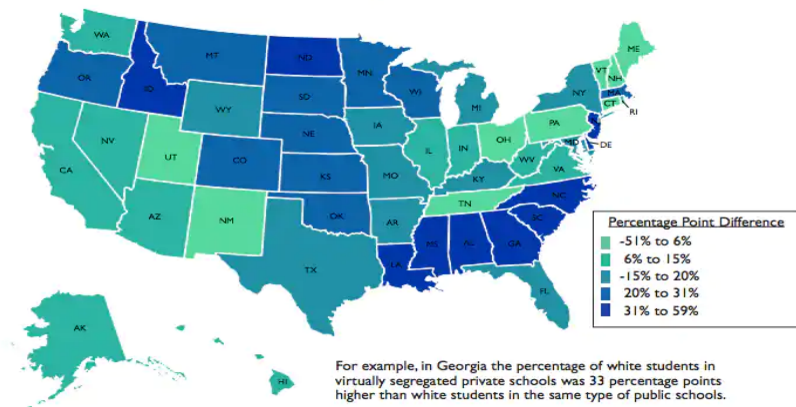 WA
ME
MT
ND
VT
NH
OR
MN
ID
SD
WI
NY
MA
WY
MI
CT
RI
IA
PA
NJ
NE
NV
OH
MD
DE
UT
IL
IN
CO
WV
CA
KS
MO
VA
KY
NC
TN
OK
AZ
NM
AR
SC
MS
AL
GA
LA
TX
FL
AK
HI
Percentage Point Difference
-51% to 6%
6% to 15%
-15% to 20%
20% to 31%
31% to 59%
For example, in Georgia the percentage of white students in
virtually segregated private schools was 33 percentage points
higher than white students in the same type of public schools.